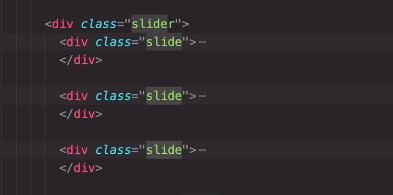 <div class="slider">
<div class="slide">⋯
</div>
<div class="slide">⋯
</div>
<div class="slide">⋯
</div>